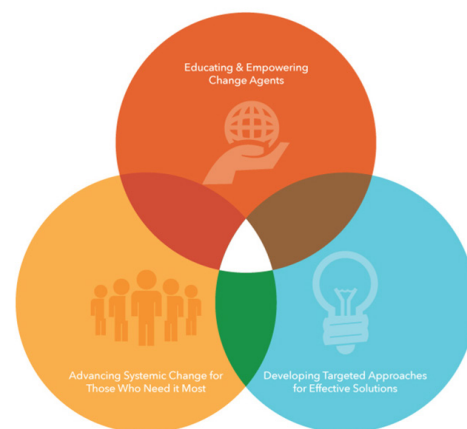 Educating & Empowering
Change Agents
Advancing Systemic Change for
Those Who Need it Most
Developing Targeted Approaches
for Effective Solutions